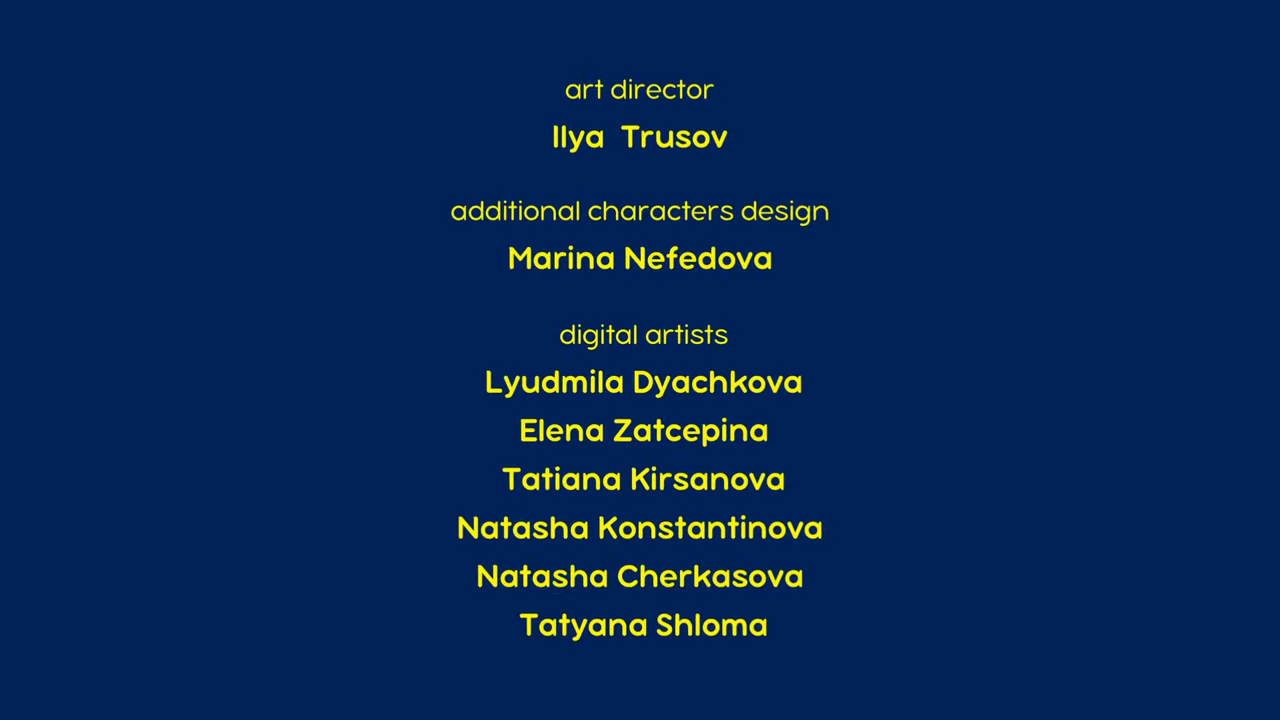 art director
Ilya Trusov
additional characters design
Marina Nefedova
digital artists
Lyudmila Dyachkova
Elena Zatcepina
Tatiana Kirsanova
Natasha Konstantinova
Natasha Cherkasova
Tatyana Shloma